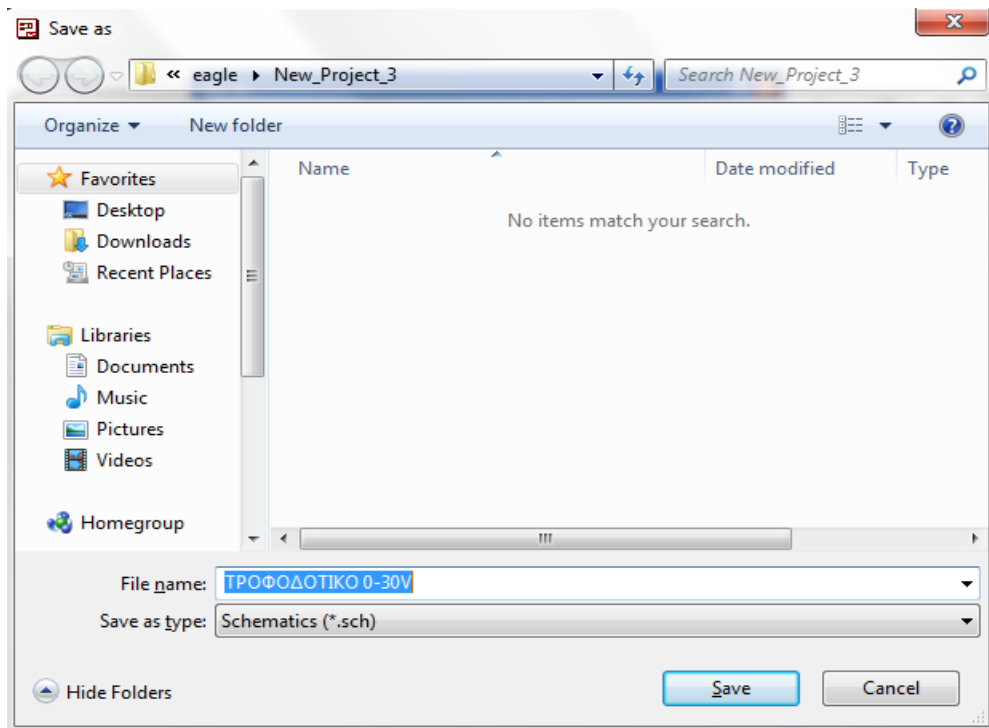 Save as
« eagle New_Project_3
Search New_Project_3
Organize
New folder
Name
Date modified
Type
No items match your search.
Favorites
Desktop
Downloads
Recent Places
Libraries
Documents
Music
Pictures
Videos
Homegroup
File name: ΤΡΟΦΟΔΟΤΙΚΟ 0-30V
Save as type: Schematics (*.sch)
Hide Folders
Save
Cancel